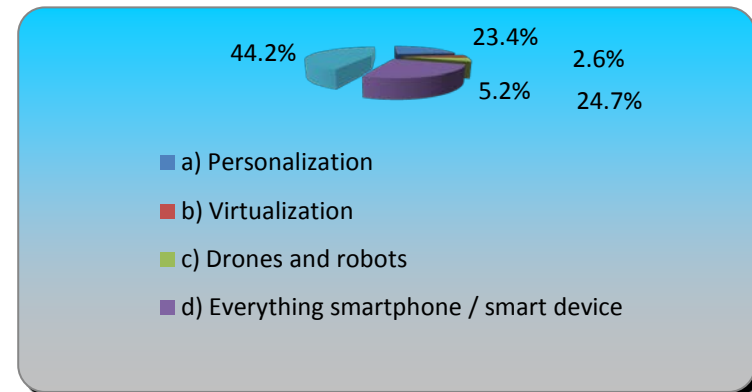 23.4%
44.2%
2.6%
5.2%
24.7%
a) Personalization
b) Virtualization
c) Drones and robots
d) Everything smartphone / smart device